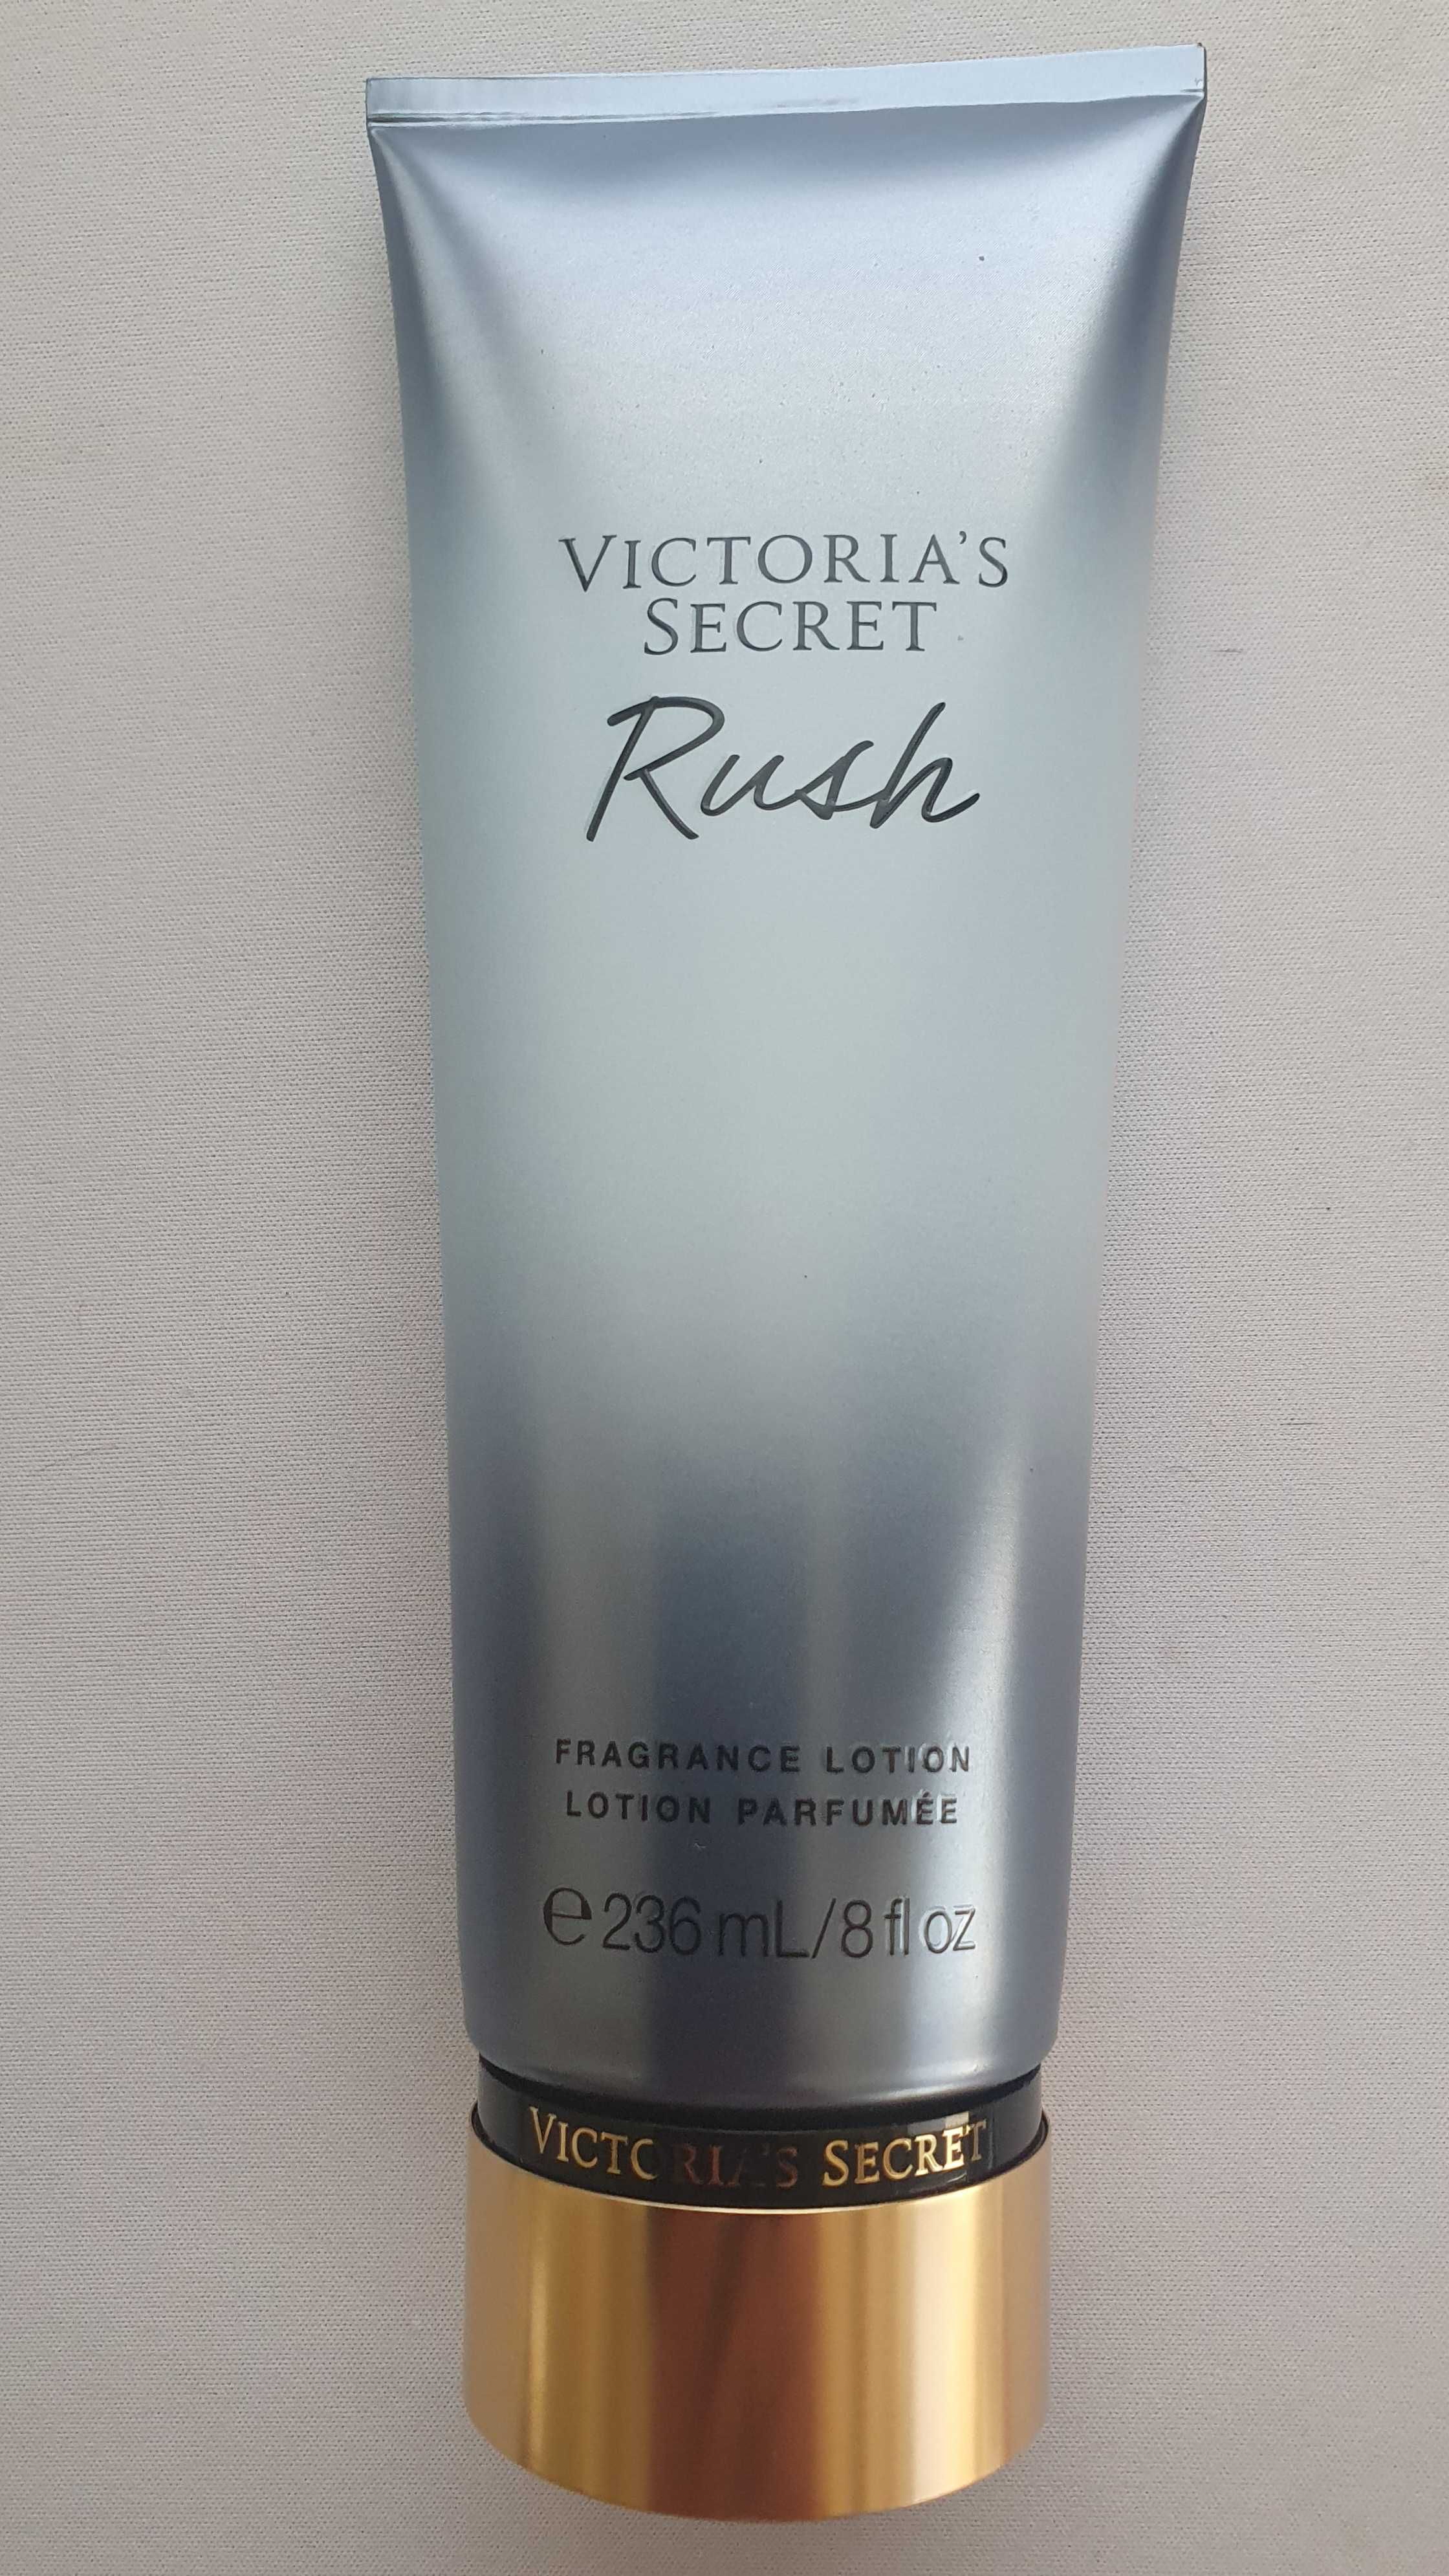 VICTORIA'S
SECRET
Rush
FRAGRANCE LOTION
LOTION PARFUMÉE
℮ 236 mL/8 fl oz
VICTORIA'S SECRET